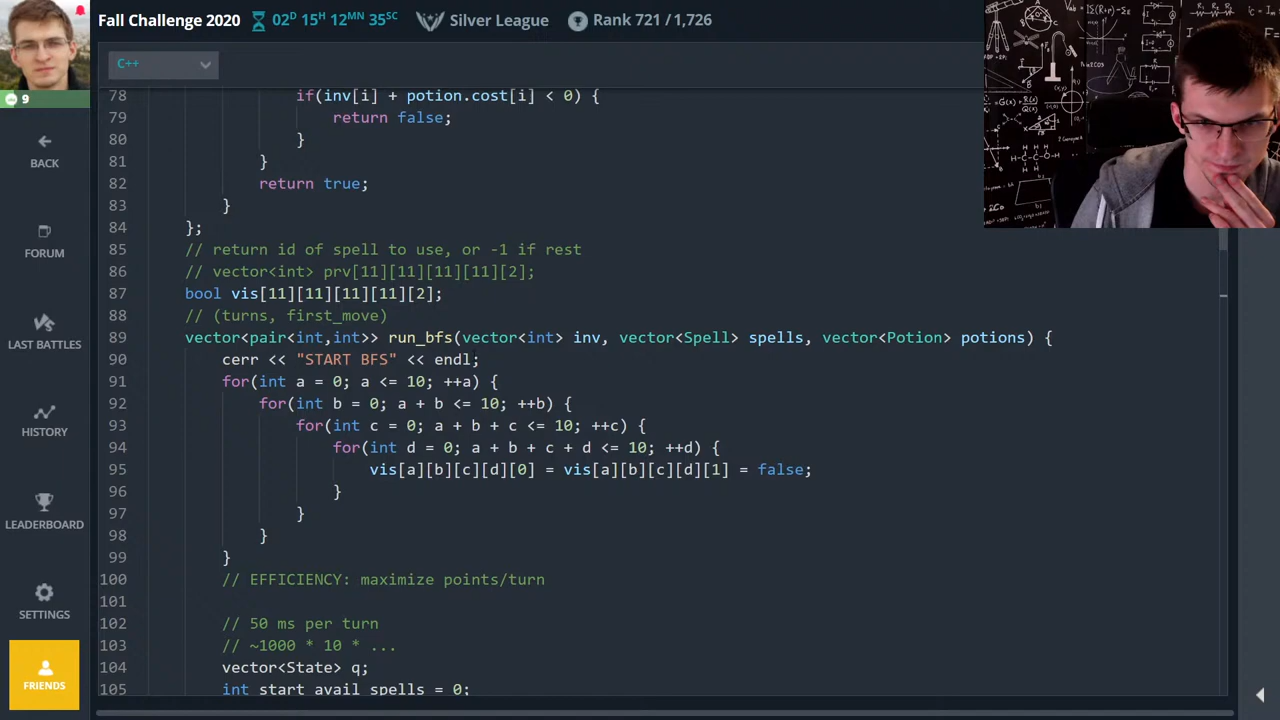 Fall Challenge 2020 02D 15H 12MN 35SC Silver League Rank 721 / 1,726
C++
9
BACK
FORUM
LAST BATTLES
HISTORY
LEADERBOARD
SETTINGS
FRIENDS
78 if(inv[i] + potion.cost[i] < 0) {
79 return false;
80 }
81 }
82 return true;
83 }
84 };
85 // return id of spell to use, or -1 if rest
86 // vector<int> prv[11][11][11][11][2];
87 bool vis[11][11][11][11][2];
88 // (turns, first_move)
89 vector<pair<int,int>> run_bfs(vector<int> inv, vector<Spell> spells, vector<Potion> potions) {
90 cerr << "START BFS" << endl;
91 for(int a = 0; a <= 10; ++a) {
92 for(int b = 0; a + b <= 10; ++b) {
93 for(int c = 0; a + b + c <= 10; ++c) {
94 for(int d = 0; a + b + c + d <= 10; ++d) {
95 vis[a][b][c][d][0] = vis[a][b][c][d][1] = false;
96 }
97 }
98 }
99 }
100 // EFFICIENCY: maximize points/turn
101
102 // 50 ms per turn
103 // ~1000 * 10 * ...
104 vector<State> q;
105 int start_avail_spells = 0;